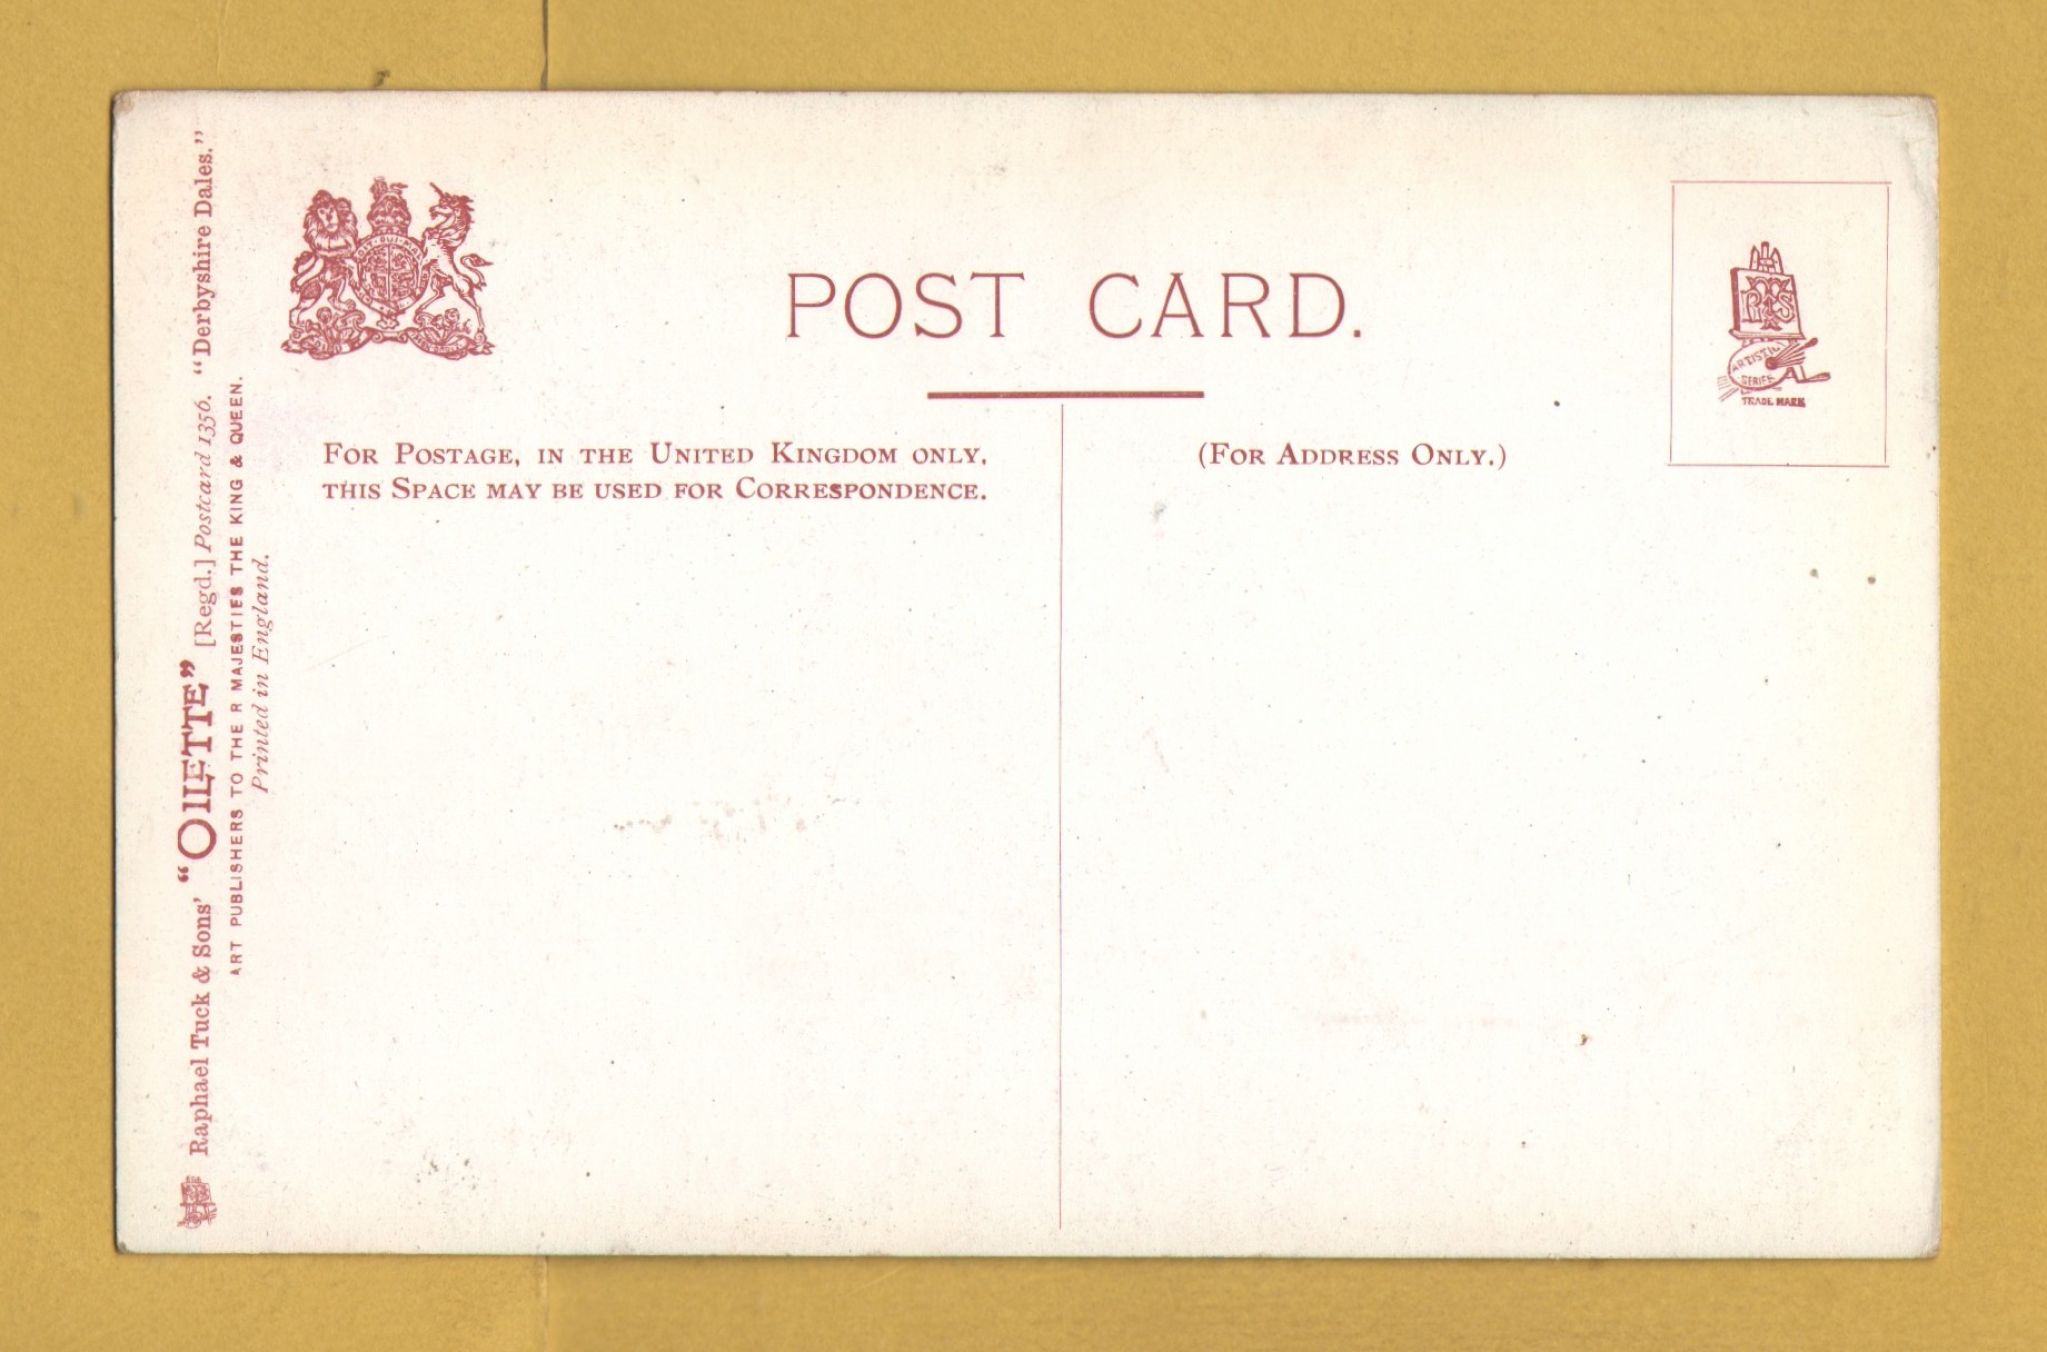 POST CARD.
FOR POSTAGE, IN THE UNITED KINGDOM ONLY,
THIS SPACE MAY BE USED FOR CORRESPONDENCE.
(FOR ADDRESS ONLY.)
ARTISTIC
SERIES
TRADE MARK
Raphael Tuck & Sons' "OILETTE" [Regd.] Postcard 1356. "Derbyshire Dales."
ART PUBLISHERS TO THE R MAJESTIES THE KING & QUEEN.
Printed in England.